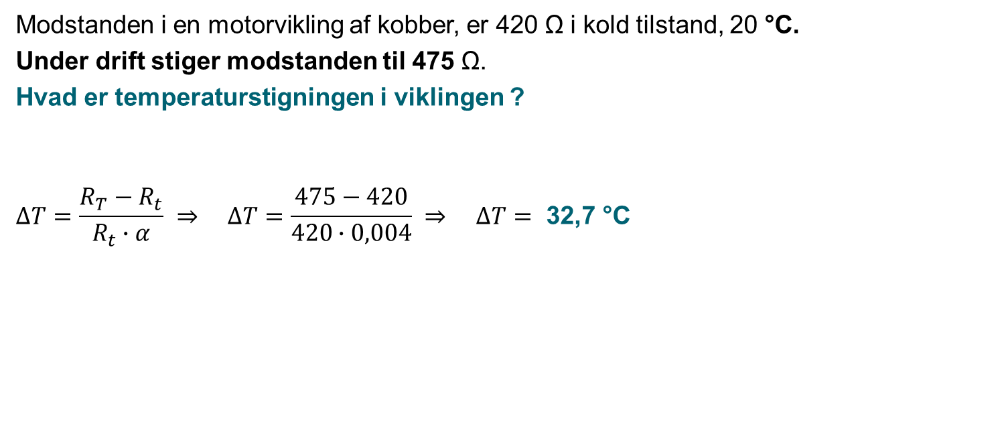 Modstanden i en motorvikling af kobber, er 420 Ω i kold tilstand, 20 °C.
Under drift stiger modstanden til 475 Ω.
Hvad er temperaturstigningen i viklingen ?
ΔT = (R_T − R_t) / (R_t · α) ⇒ ΔT = (475 − 420) / (420 · 0,004) ⇒ ΔT = 32,7 °C